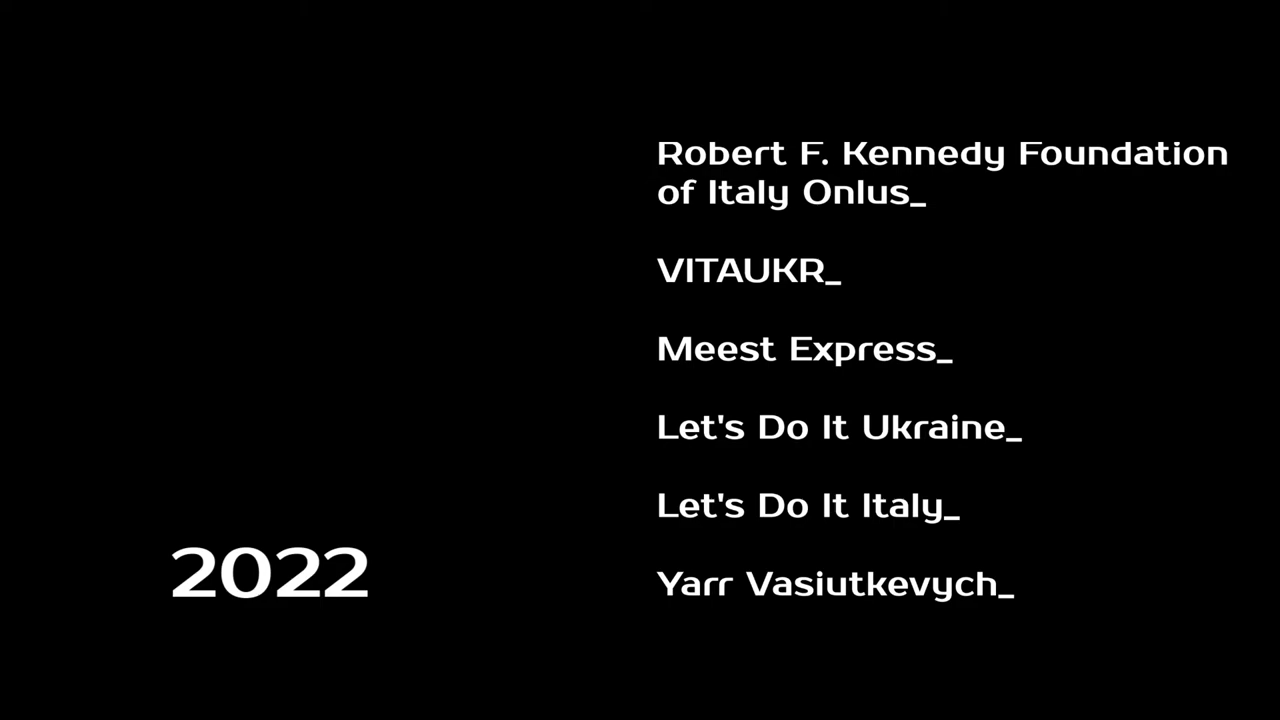 Robert F. Kennedy Foundation
of Italy Onlus_
VITAUKR_
Meest Express_
Let's Do It Ukraine_
Let's Do It Italy_
Yarr Vasiutkevych_
2022